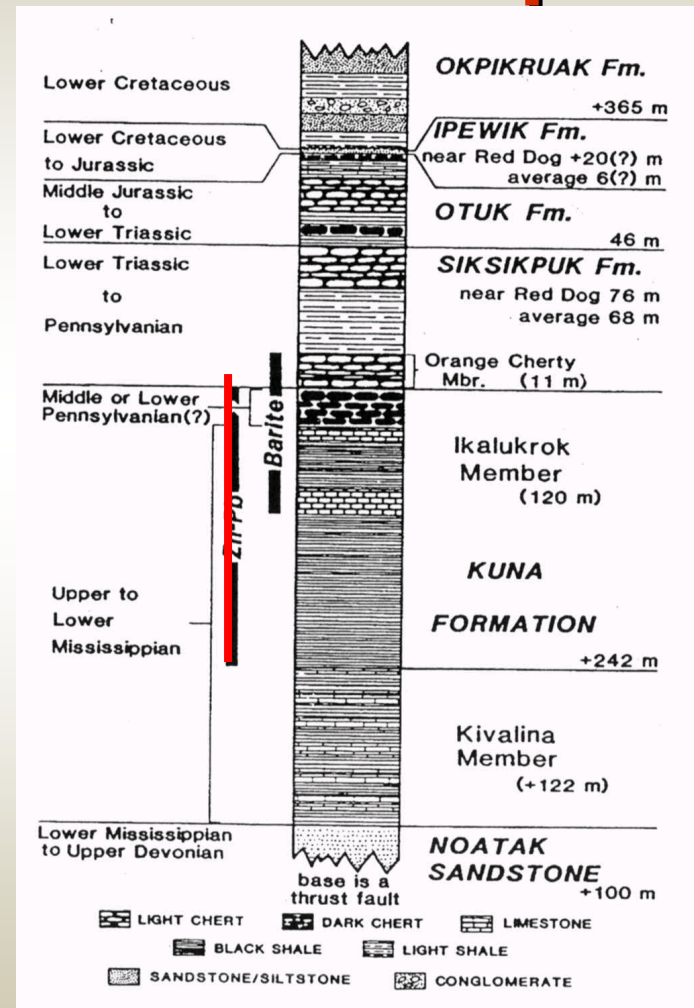 Lower Cretaceous
OKPIKRUAK Fm.
+365 m
Lower Cretaceous
to Jurassic
IPEWIK Fm.
near Red Dog +20(?) m
average 6(?) m
Middle Jurassic
to
Lower Triassic
OTUK Fm.
46 m
Lower Triassic
to
Pennsylvanian
SIKSIKPUK Fm.
near Red Dog 76 m
average 68 m
Orange Cherty
Mbr. (11 m)
Middle or Lower
Pennsylvanian(?)
Barite
Zn-Pb
Ikalukrok
Member
(120 m)
Upper to
Lower
Mississippian
KUNA
FORMATION
+242 m
Kivalina
Member
(+122 m)
Lower Mississippian
to Upper Devonian
NOATAK
SANDSTONE
+100 m
base is a
thrust fault
LIGHT CHERT
DARK CHERT
LIMESTONE
BLACK SHALE
LIGHT SHALE
SANDSTONE/SILTSTONE
CONGLOMERATE